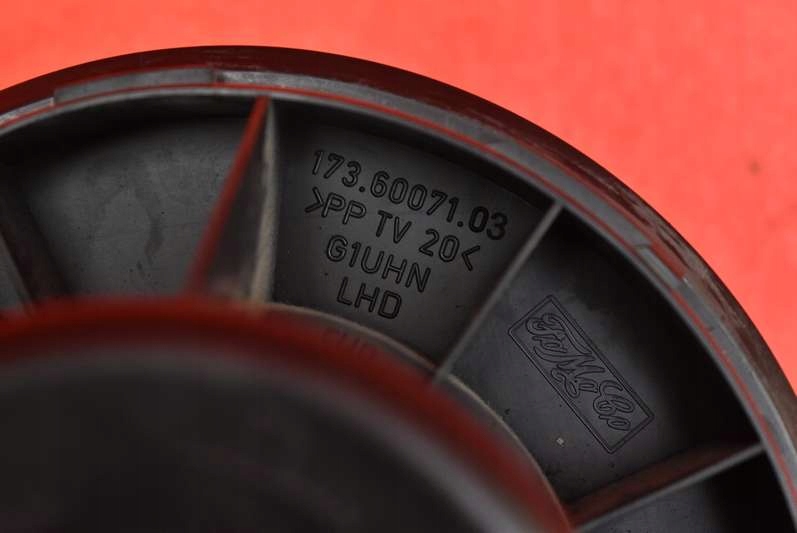 173.60071.03
>PP TV 20<
G1UHN
LHD
FoMoCo